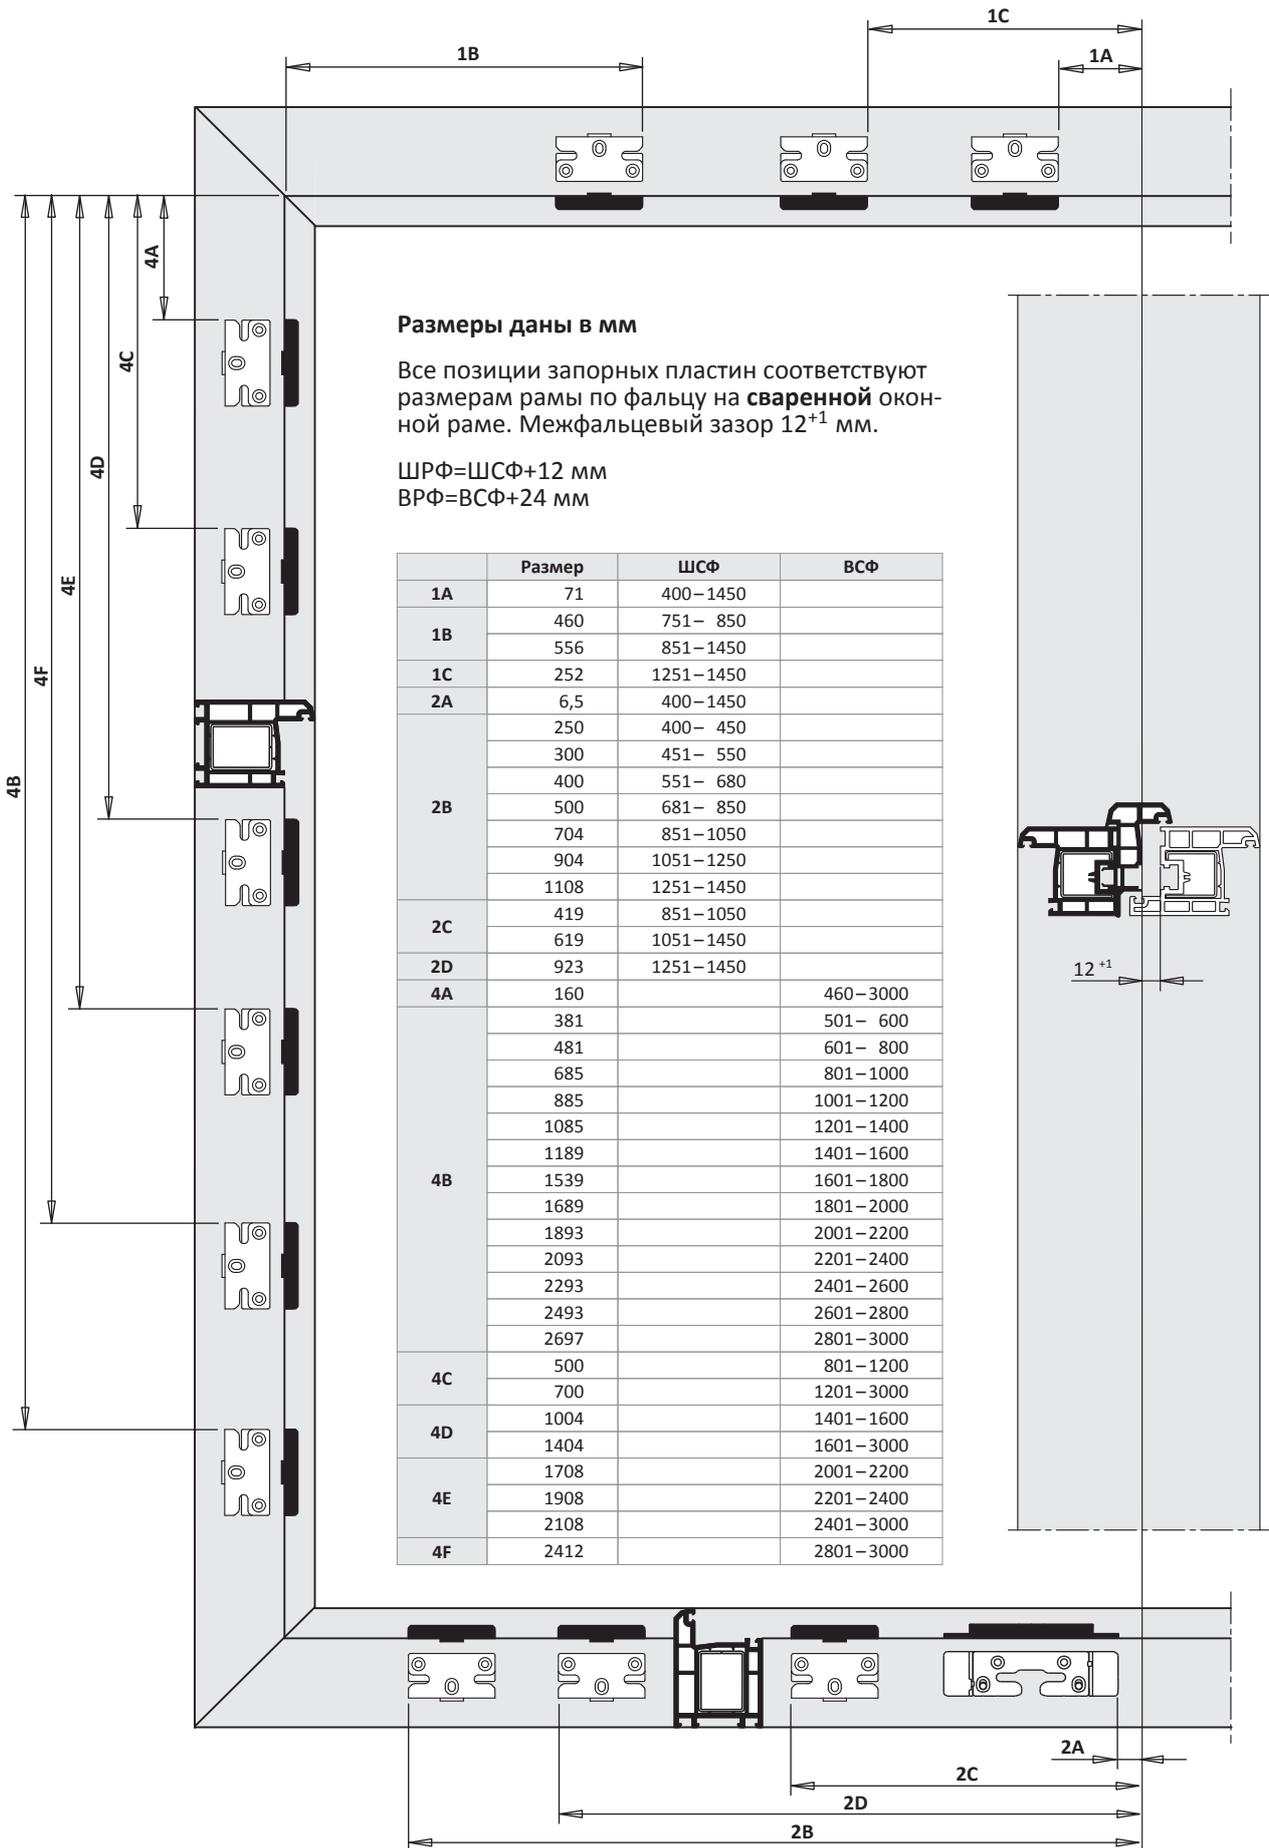 1C
1B
1A
4A
4C
4D
4E
4F
4B
Размеры даны в мм
Все позиции запорных пластин соответствуют
размерам рамы по фальцу на сваренной окон-
ной раме. Межфальцевый зазор 12+1 мм.
ШРФ=ШСФ+12 мм
ВРФ=ВСФ+24 мм
Размер ШСФ ВСФ
1A 71 400–1450
1B 460 751– 850
556 851–1450
1C 252 1251–1450
2A 6,5 400–1450
2B 250 400– 450
300 451– 550
400 551– 680
500 681– 850
704 851–1050
904 1051–1250
1108 1251–1450
2C 419 851–1050
619 1051–1450
2D 923 1251–1450
4A 160 460–3000
4B 381 501– 600
481 601– 800
685 801–1000
885 1001–1200
1085 1201–1400
1189 1401–1600
1539 1601–1800
1689 1801–2000
1893 2001–2200
2093 2201–2400
2293 2401–2600
2493 2601–2800
2697 2801–3000
4C 500 801–1200
700 1201–3000
4D 1004 1401–1600
1404 1601–3000
4E 1708 2001–2200
1908 2201–2400
2108 2401–3000
4F 2412 2801–3000
12 +1
2A
2C
2D
2B